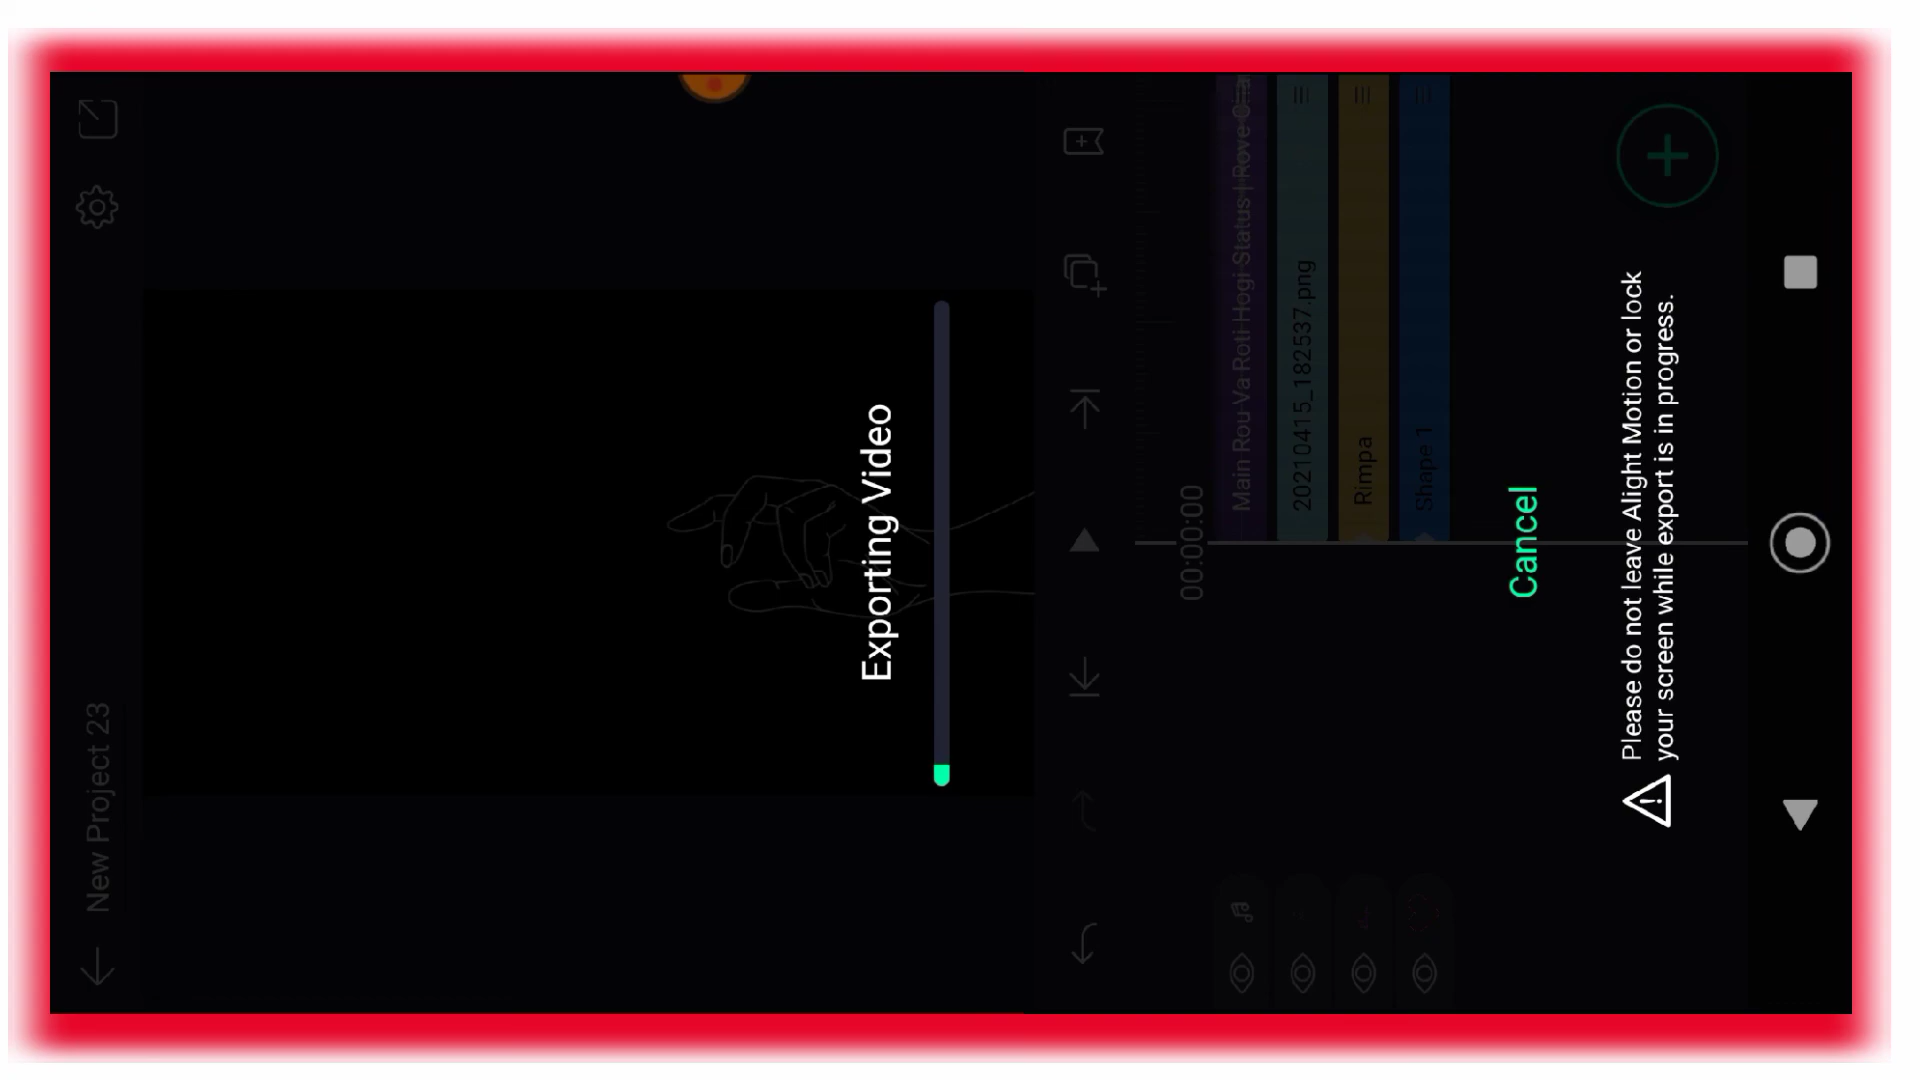 New Project 23
Exporting Video
00:00:00
Main Rou Va Roti Hogi Status | Rove
20210415_182537.png
Rimpa
Shape 1
Cancel
Please do not leave Alight Motion or lock
your screen while export is in progress.